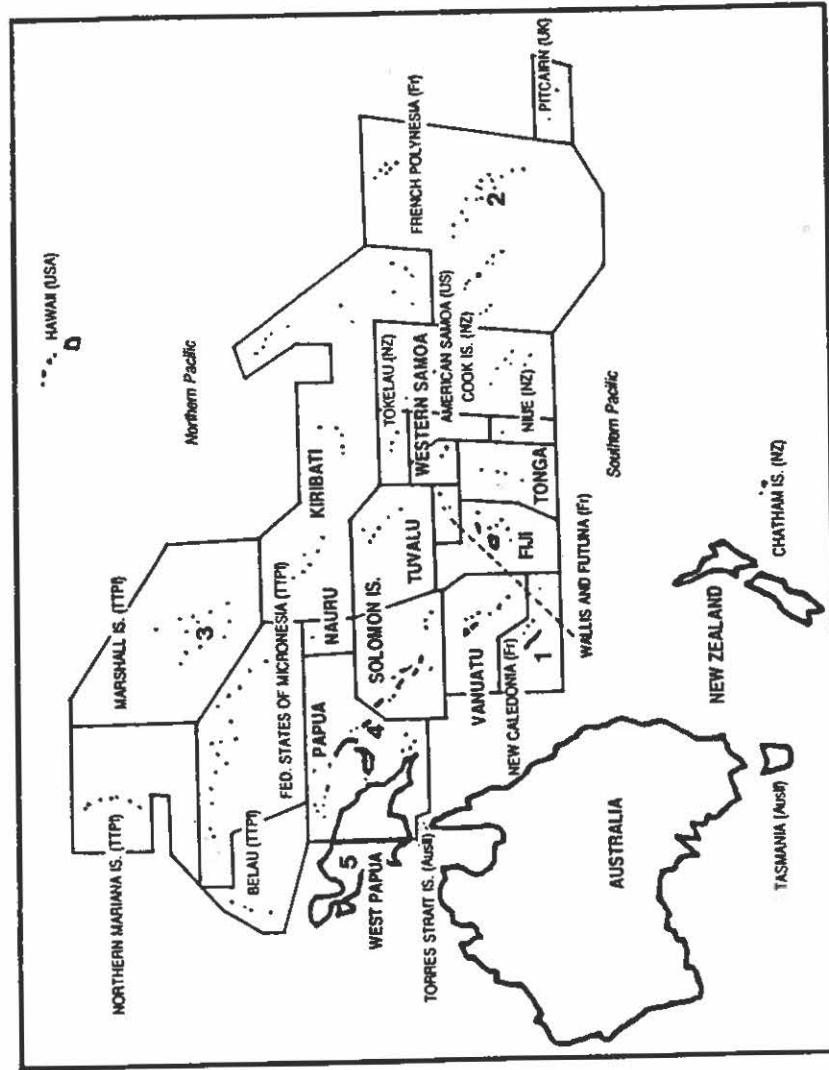 HAWAII (USA)
Northern Pacific
MARSHALL IS. (TTPI)
NORTHERN MARIANA IS. (TTPI)
3
FED. STATES OF MICRONESIA (TTPI)
BELAU (TTPI)
KIRIBATI
NAURU
PAPUA
4
5
WEST PAPUA
SOLOMON IS.
TUVALU
TOKELAU (NZ)
WESTERN SAMOA
AMERICAN SAMOA (US)
COOK IS. (NZ)
FRENCH POLYNESIA (Fr)
2
PITCAIRN (UK)
NIUE (NZ)
TONGA
FIJI
VANUATU
NEW CALEDONIA (Fr)
1
WALLIS AND FUTUNA (Fr)
TORRES STRAIT IS. (Austl)
Southern Pacific
AUSTRALIA
NEW ZEALAND
CHATHAM IS. (NZ)
TASMANIA (Austl)